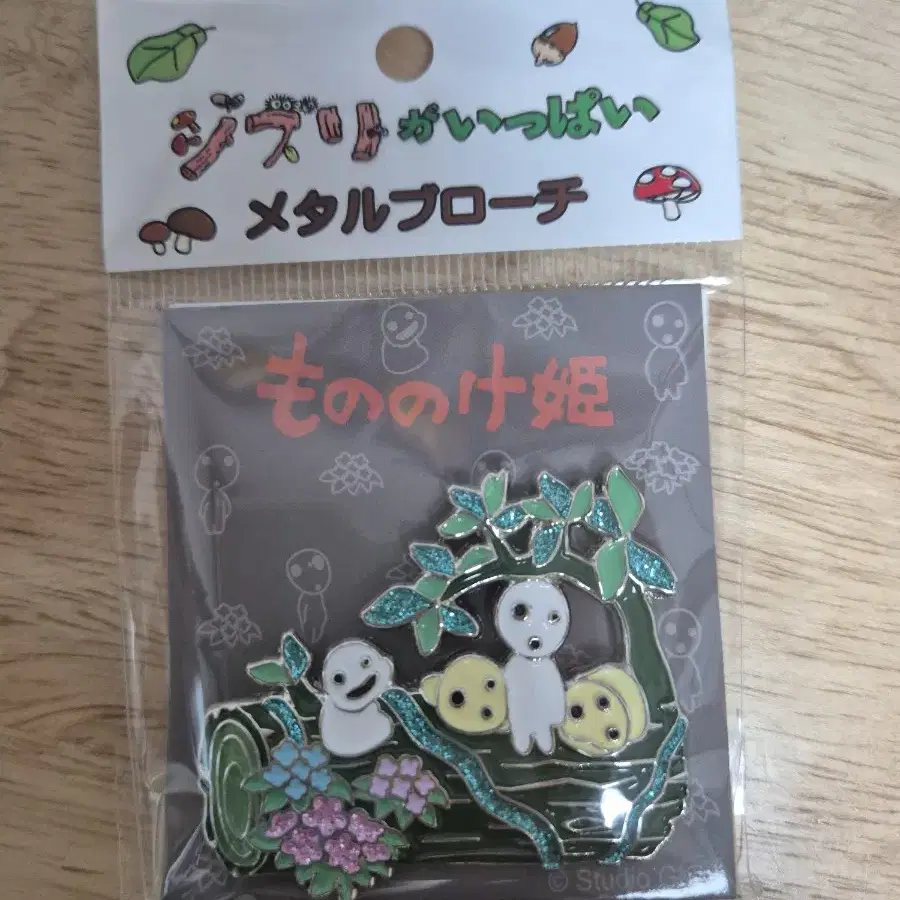 ジブリがいっぱい
メタルブローチ
もののけ姫
© Studio G